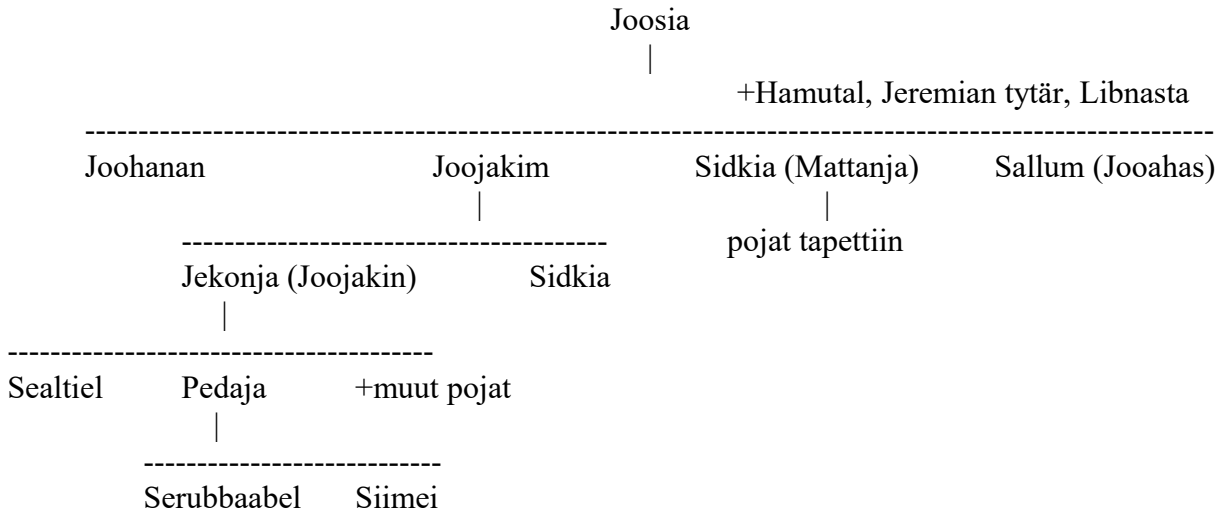 Joosia
|
+Hamutal, Jeremian tytär, Libnasta
----------------------------------------------------------------------------------------------------------
Joohanan Joojakim Sidkia (Mattanja) Sallum (Jooahas)
| |
---------------------------------------- pojat tapettiin
Jekonja (Joojakin) Sidkia
|
----------------------------------------
Sealtiel Pedaja +muut pojat
|
----------------------------
Serubbaabel Siimei